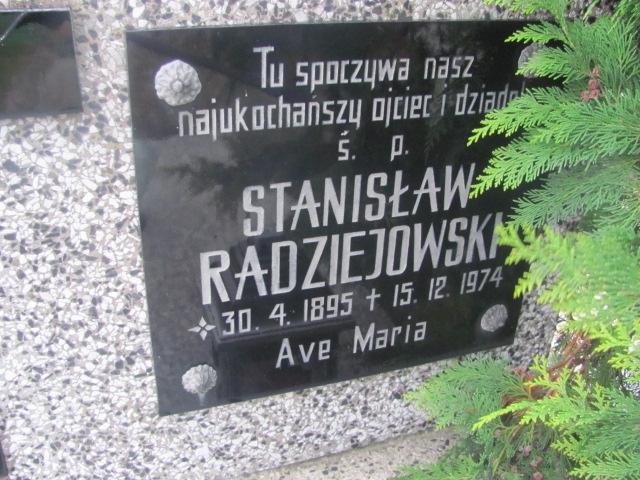 Tu spoczywa nasz
najukochańszy ojciec i dziadek
ś. p.
STANISŁAW
RADZIEJOWSKI
30. 4. 1895 + 15. 12. 1974
Ave Maria